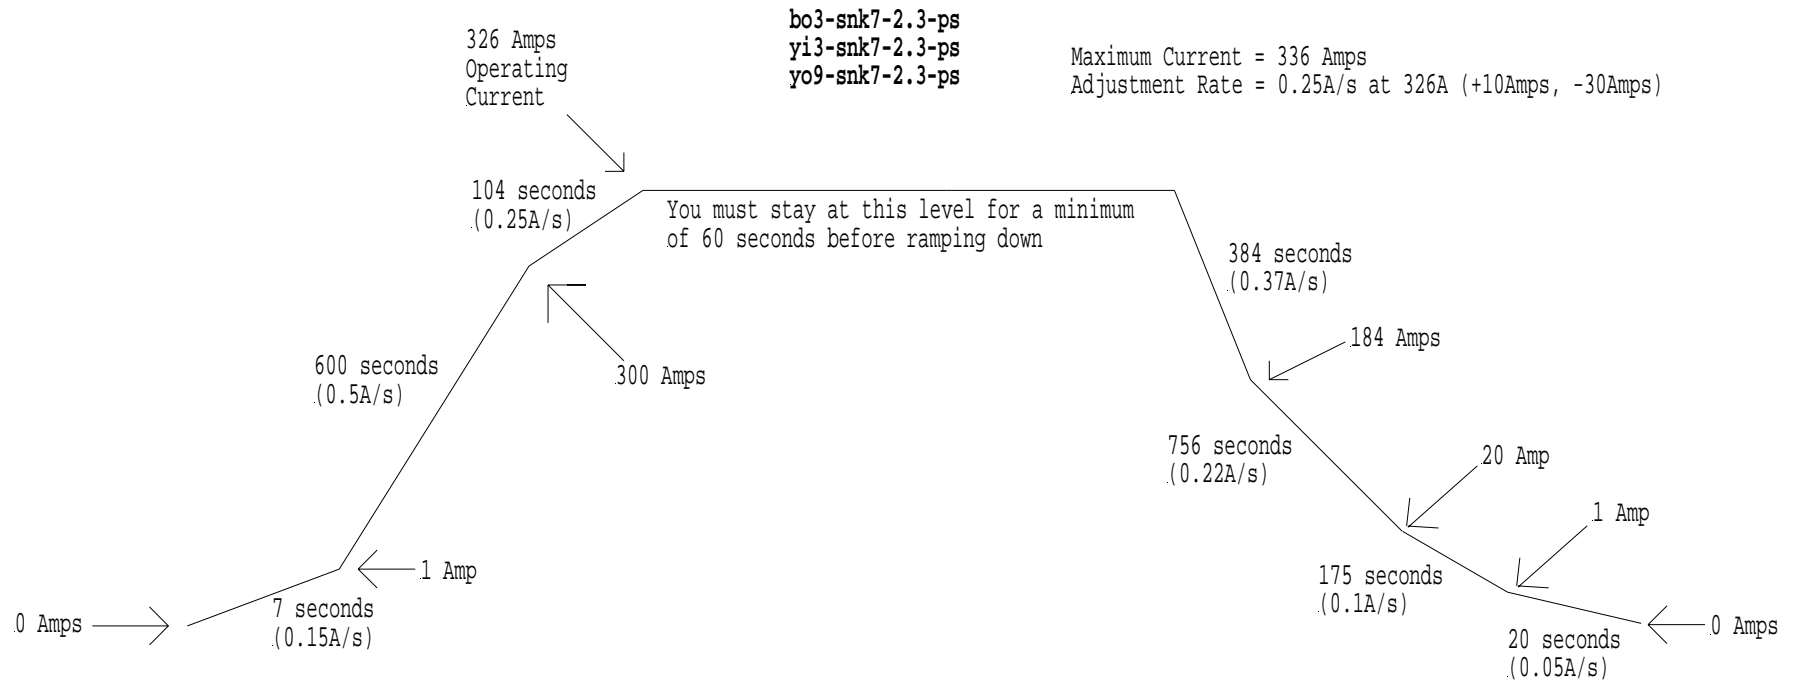 bo3-snk7-2.3-ps
yi3-snk7-2.3-ps
yo9-snk7-2.3-ps
326 Amps
Operating
Current
Maximum Current = 336 Amps
Adjustment Rate = 0.25A/s at 326A (+10Amps, -30Amps)
104 seconds
(0.25A/s)
You must stay at this level for a minimum
of 60 seconds before ramping down
384 seconds
(0.37A/s)
184 Amps
600 seconds
(0.5A/s)
300 Amps
756 seconds
(0.22A/s)
20 Amp
1 Amp
1 Amp
175 seconds
(0.1A/s)
0 Amps
7 seconds
(0.15A/s)
20 seconds
(0.05A/s)
0 Amps